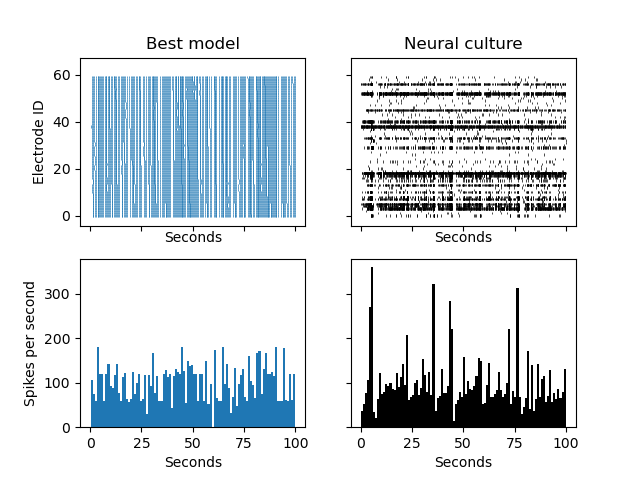 Best model
Neural culture
Electrode ID
60
40
20
0
Seconds
Seconds
Spikes per second
300
200
100
0
0 25 50 75 100
0 25 50 75 100
Seconds
Seconds